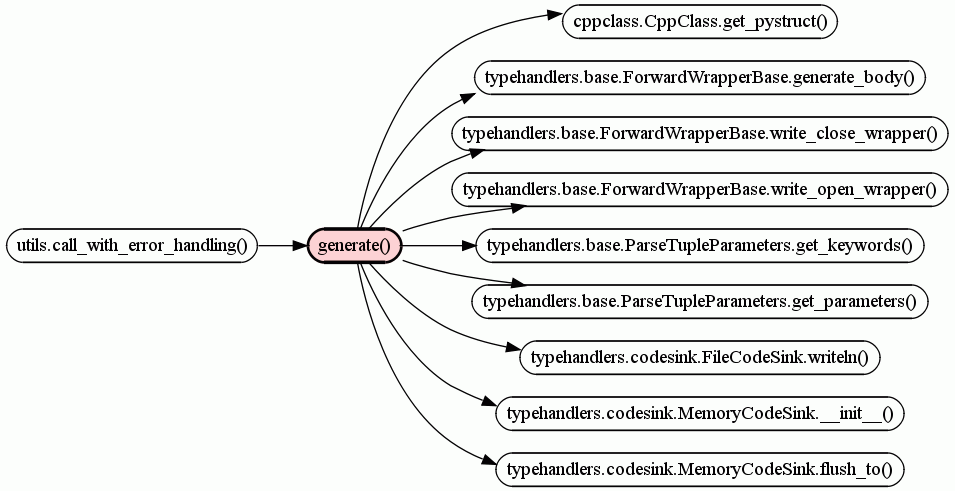 cppclass.CppClass.get_pystruct()
typehandlers.base.ForwardWrapperBase.generate_body()
typehandlers.base.ForwardWrapperBase.write_close_wrapper()
typehandlers.base.ForwardWrapperBase.write_open_wrapper()
utils.call_with_error_handling()
generate()
typehandlers.base.ParseTupleParameters.get_keywords()
typehandlers.base.ParseTupleParameters.get_parameters()
typehandlers.codesink.FileCodeSink.writeln()
typehandlers.codesink.MemoryCodeSink.__init__()
typehandlers.codesink.MemoryCodeSink.flush_to()